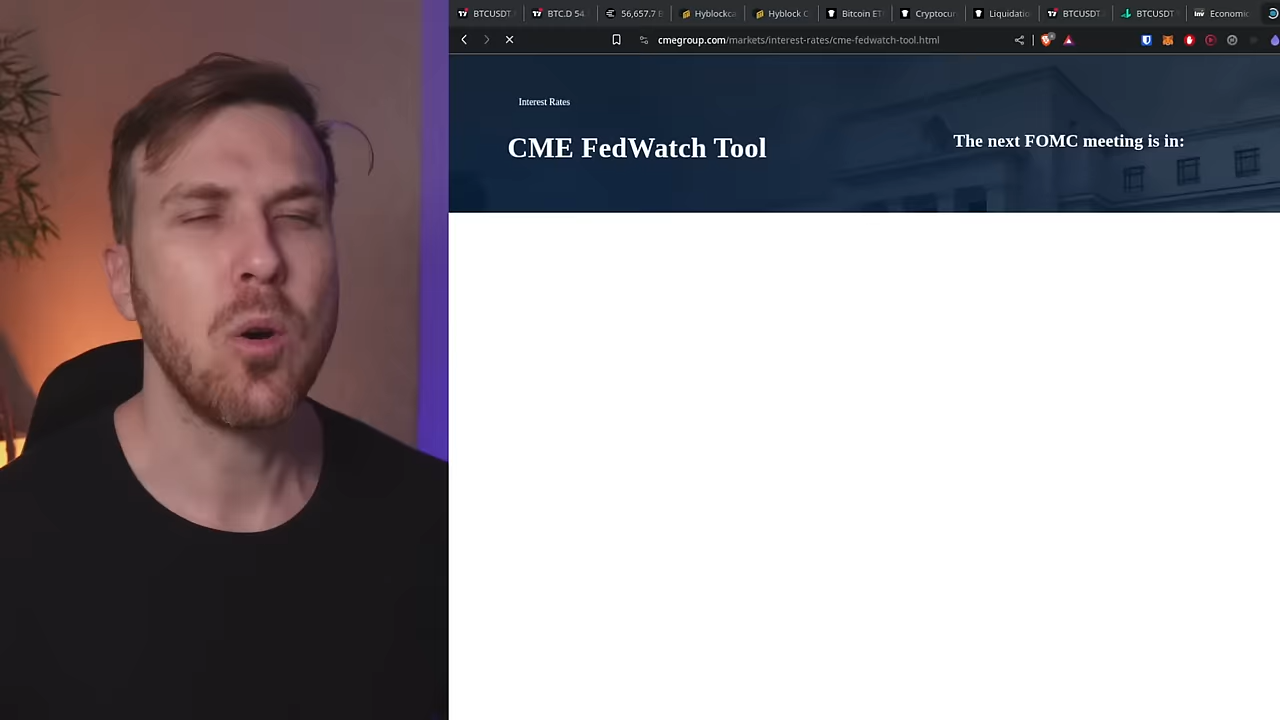 BTCUSDT
BTC.D 54
56,657.7
Hyblockca
Hyblock C
Bitcoin ET
Cryptocur
Liquidatio
BTCUSDT
BTCUSDT
Economic
cmegroup.com/markets/interest-rates/cme-fedwatch-tool.html
Interest Rates
CME FedWatch Tool
The next FOMC meeting is in: